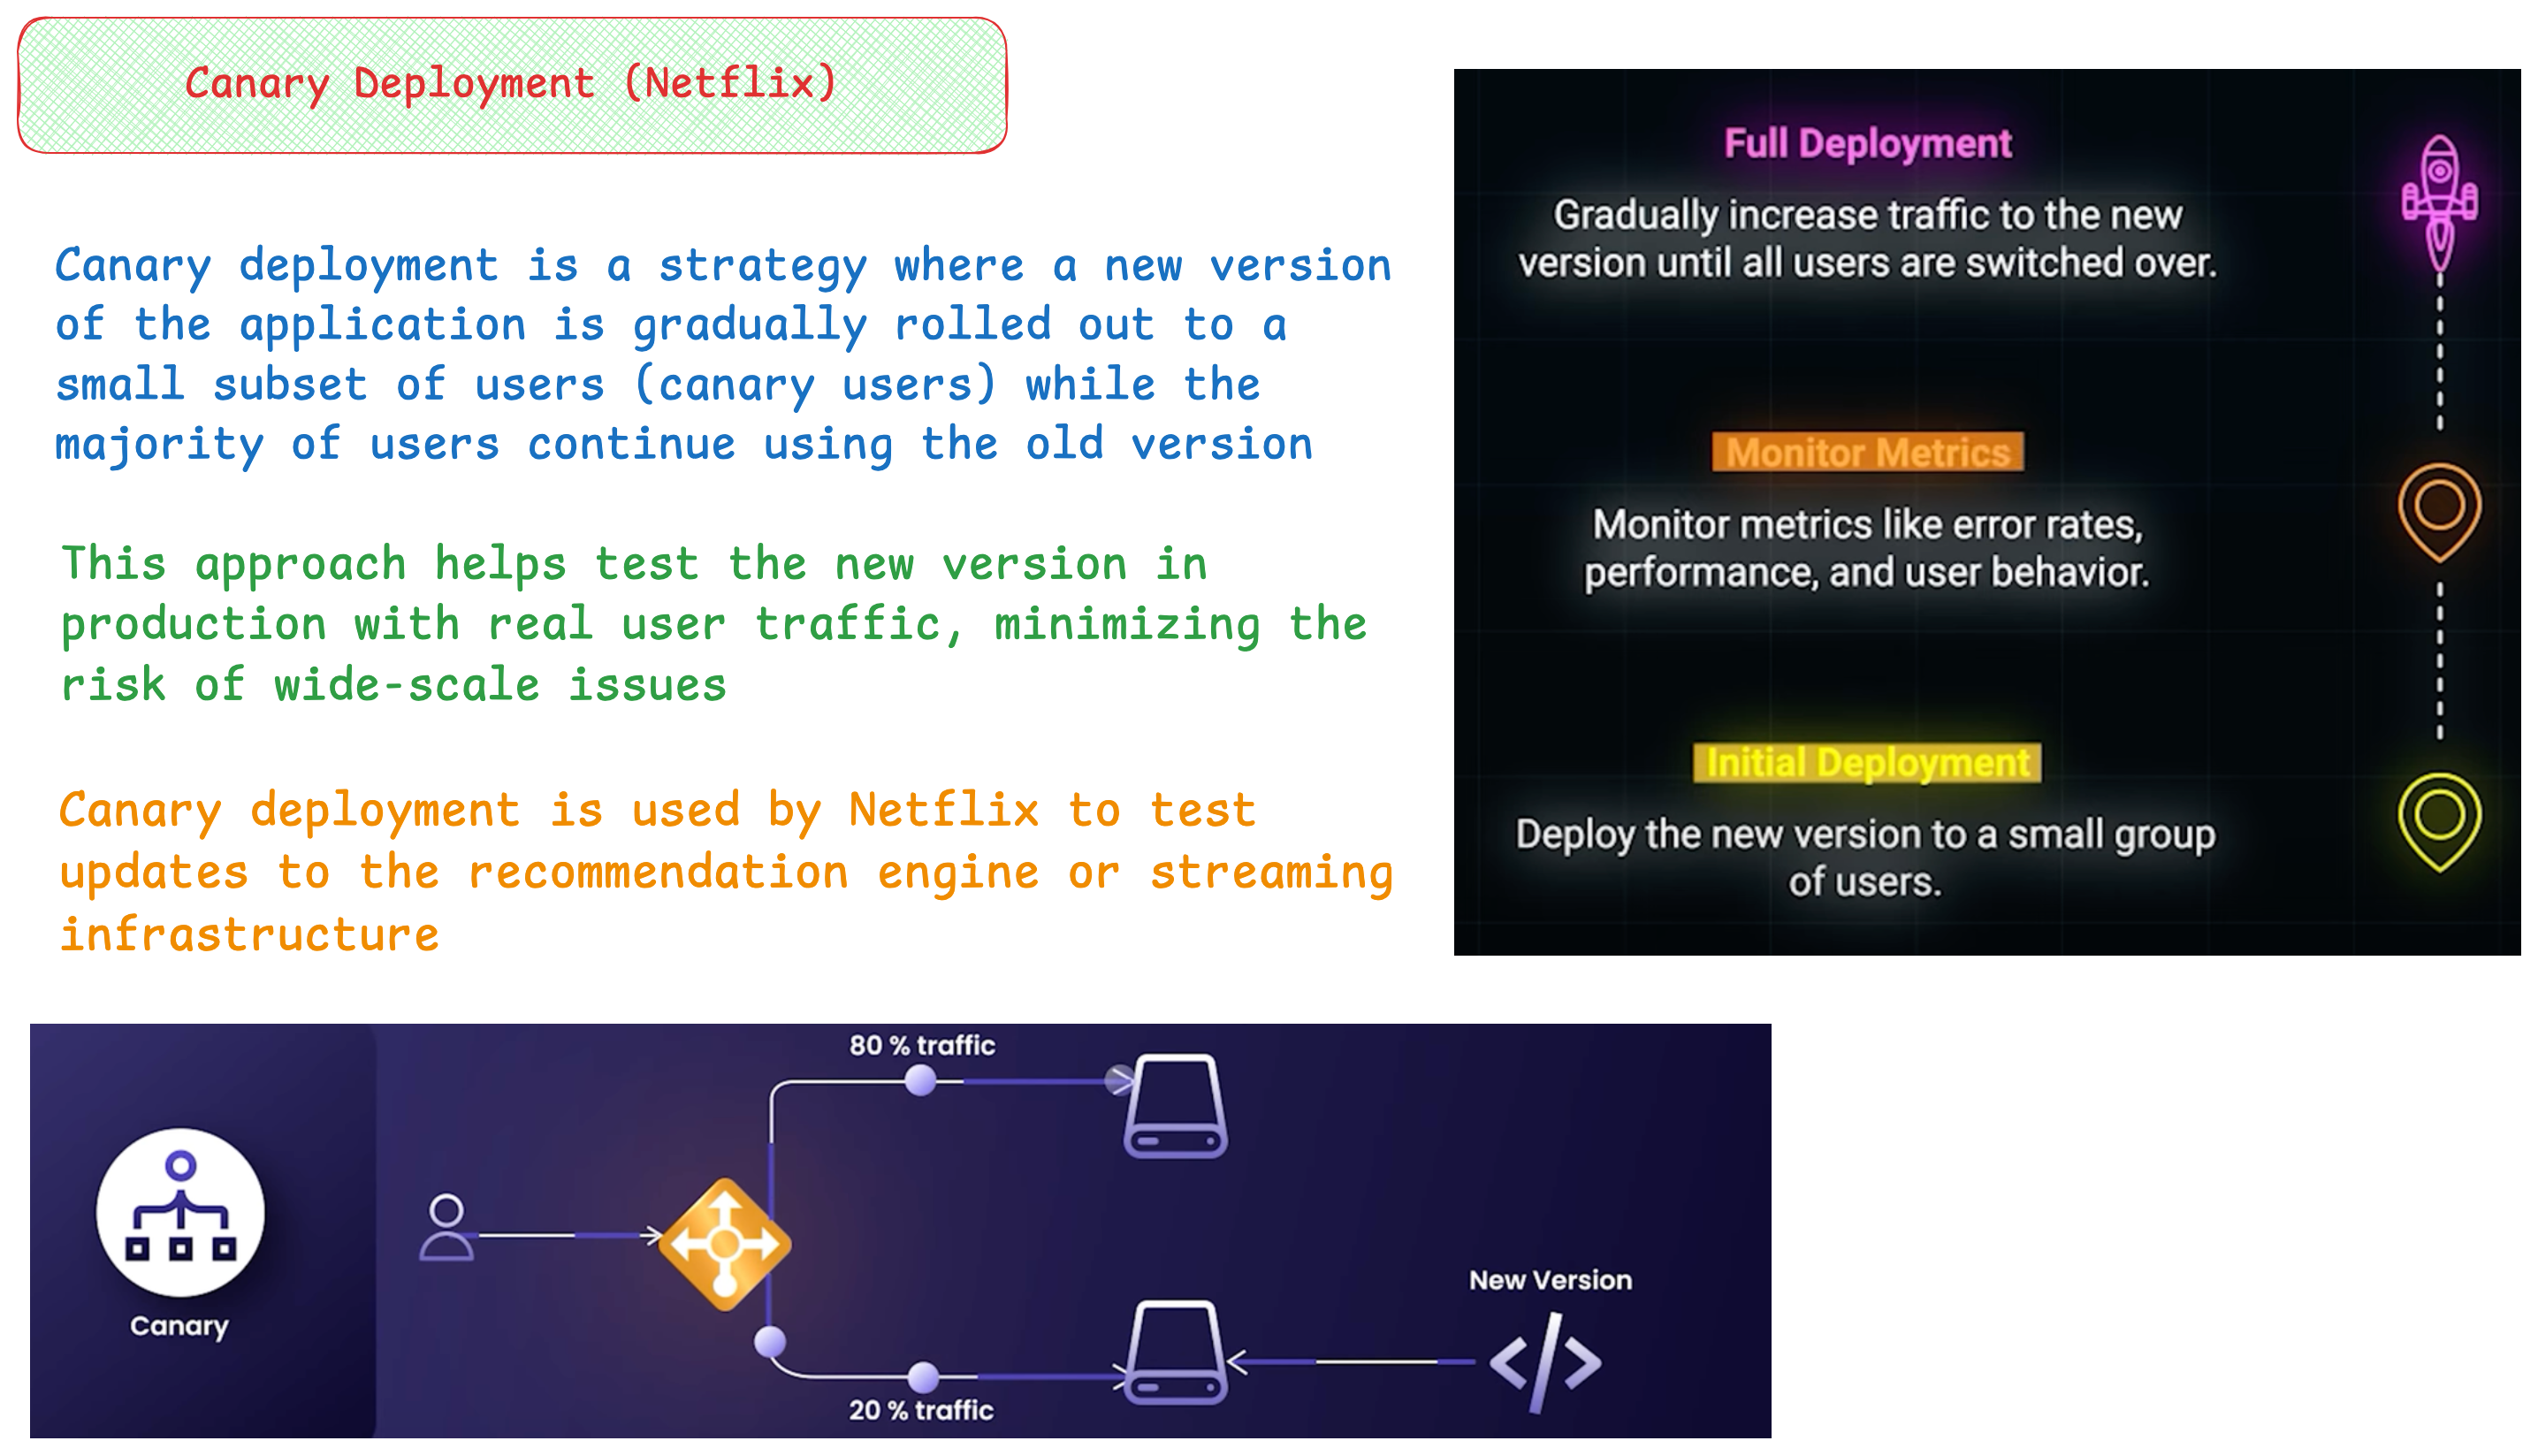 Canary Deployment (Netflix)
Canary deployment is a strategy where a new version
of the application is gradually rolled out to a
small subset of users (canary users) while the
majority of users continue using the old version
This approach helps test the new version in
production with real user traffic, minimizing the
risk of wide-scale issues
Canary deployment is used by Netflix to test
updates to the recommendation engine or streaming
infrastructure
Full Deployment
Gradually increase traffic to the new
version until all users are switched over.
Monitor Metrics
Monitor metrics like error rates,
performance, and user behavior.
Initial Deployment
Deploy the new version to a small group
of users.
80 % traffic
Canary
New Version
20 % traffic